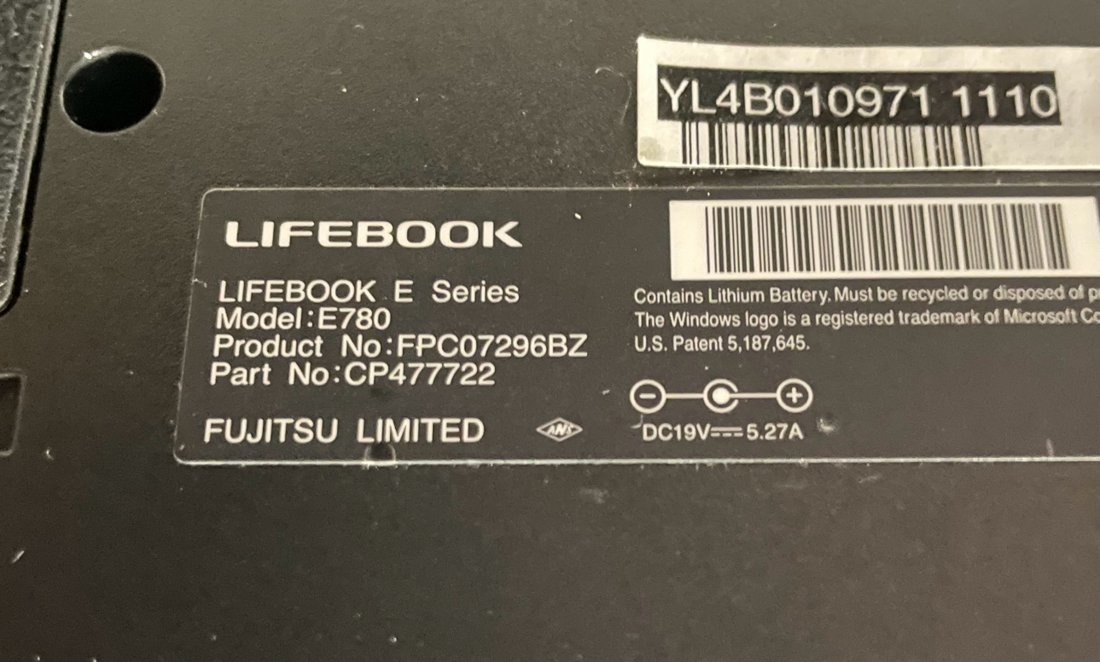 YL4B010971 1110
LIFEBOOK
LIFEBOOK E Series
Model:E780
Product No:FPC07296BZ
Part No:CP477722
FUJITSU LIMITED
Contains Lithium Battery. Must be recycled or disposed of
The Windows logo is a registered trademark of Microsoft
U.S. Patent 5,187,645.
DC19V⎓5.27A